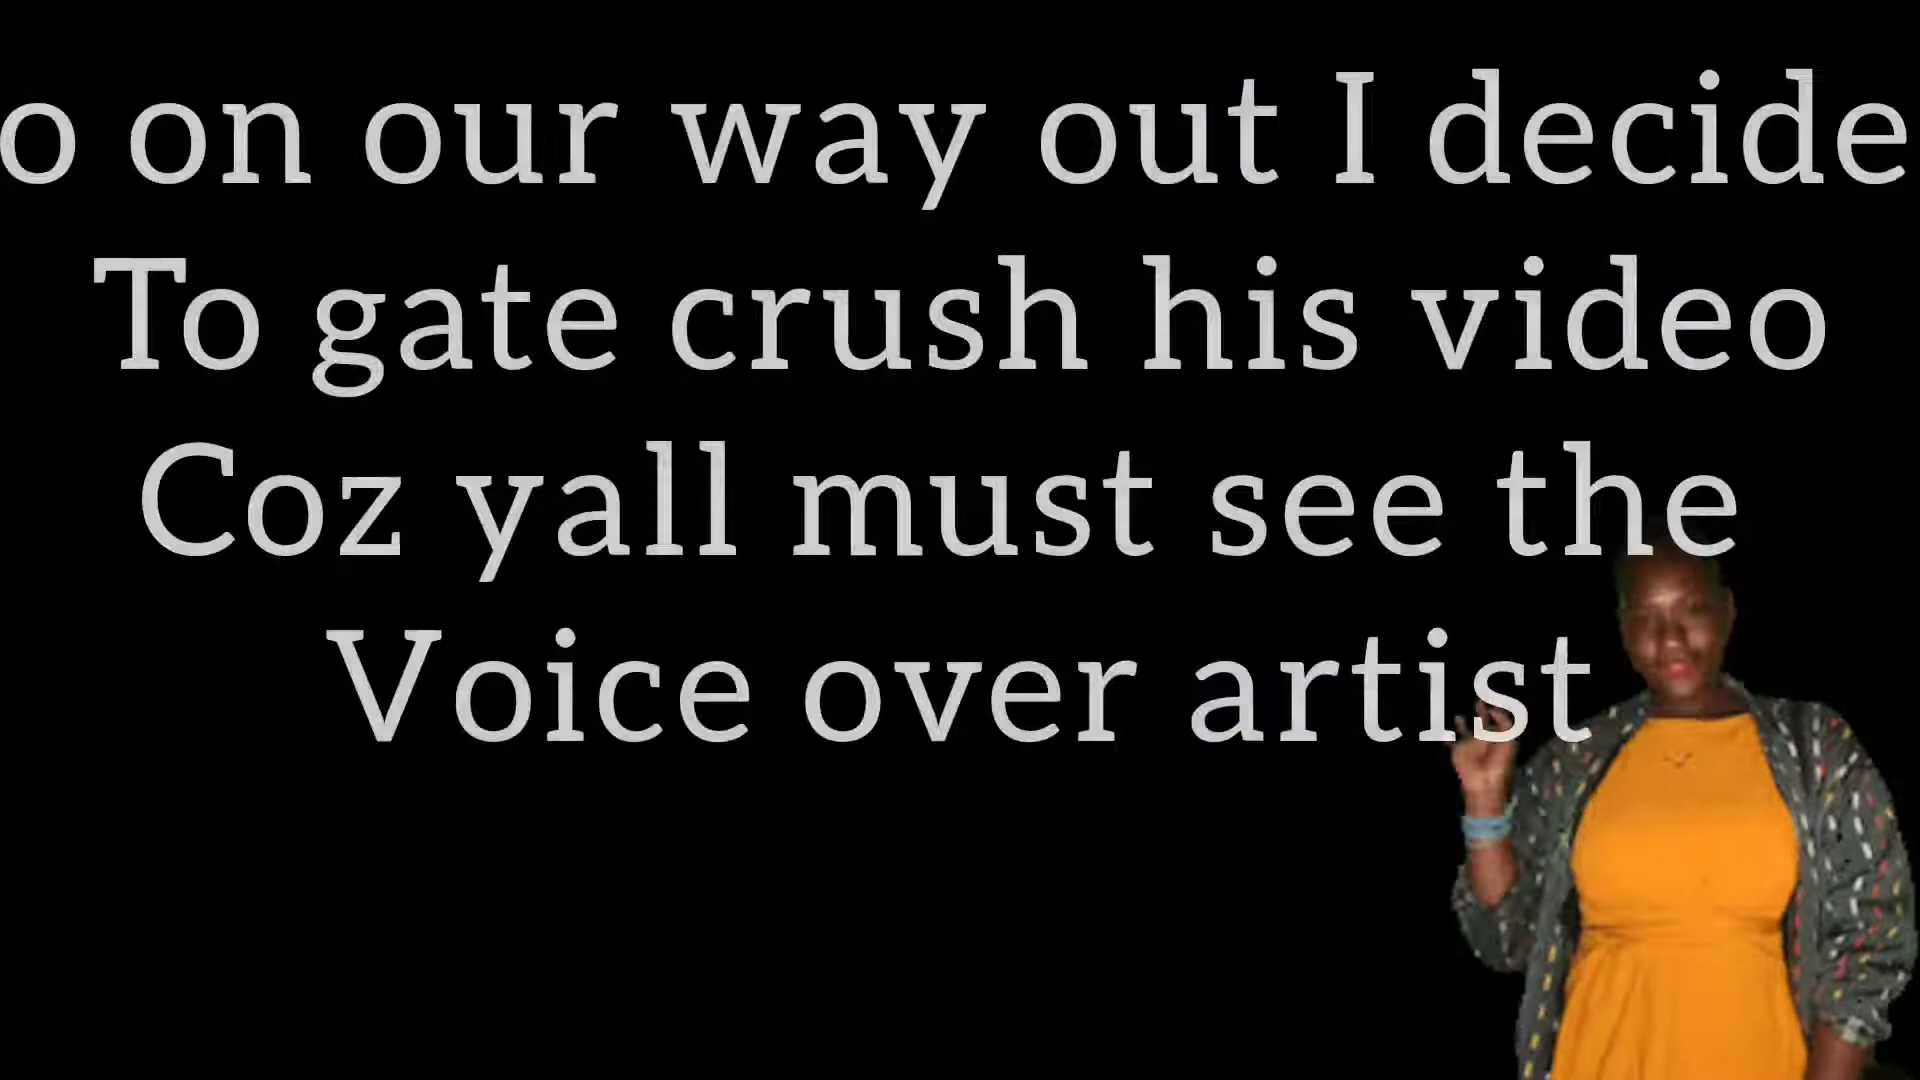 o on our way out I decide
To gate crush his video
Coz yall must see the
Voice over artist